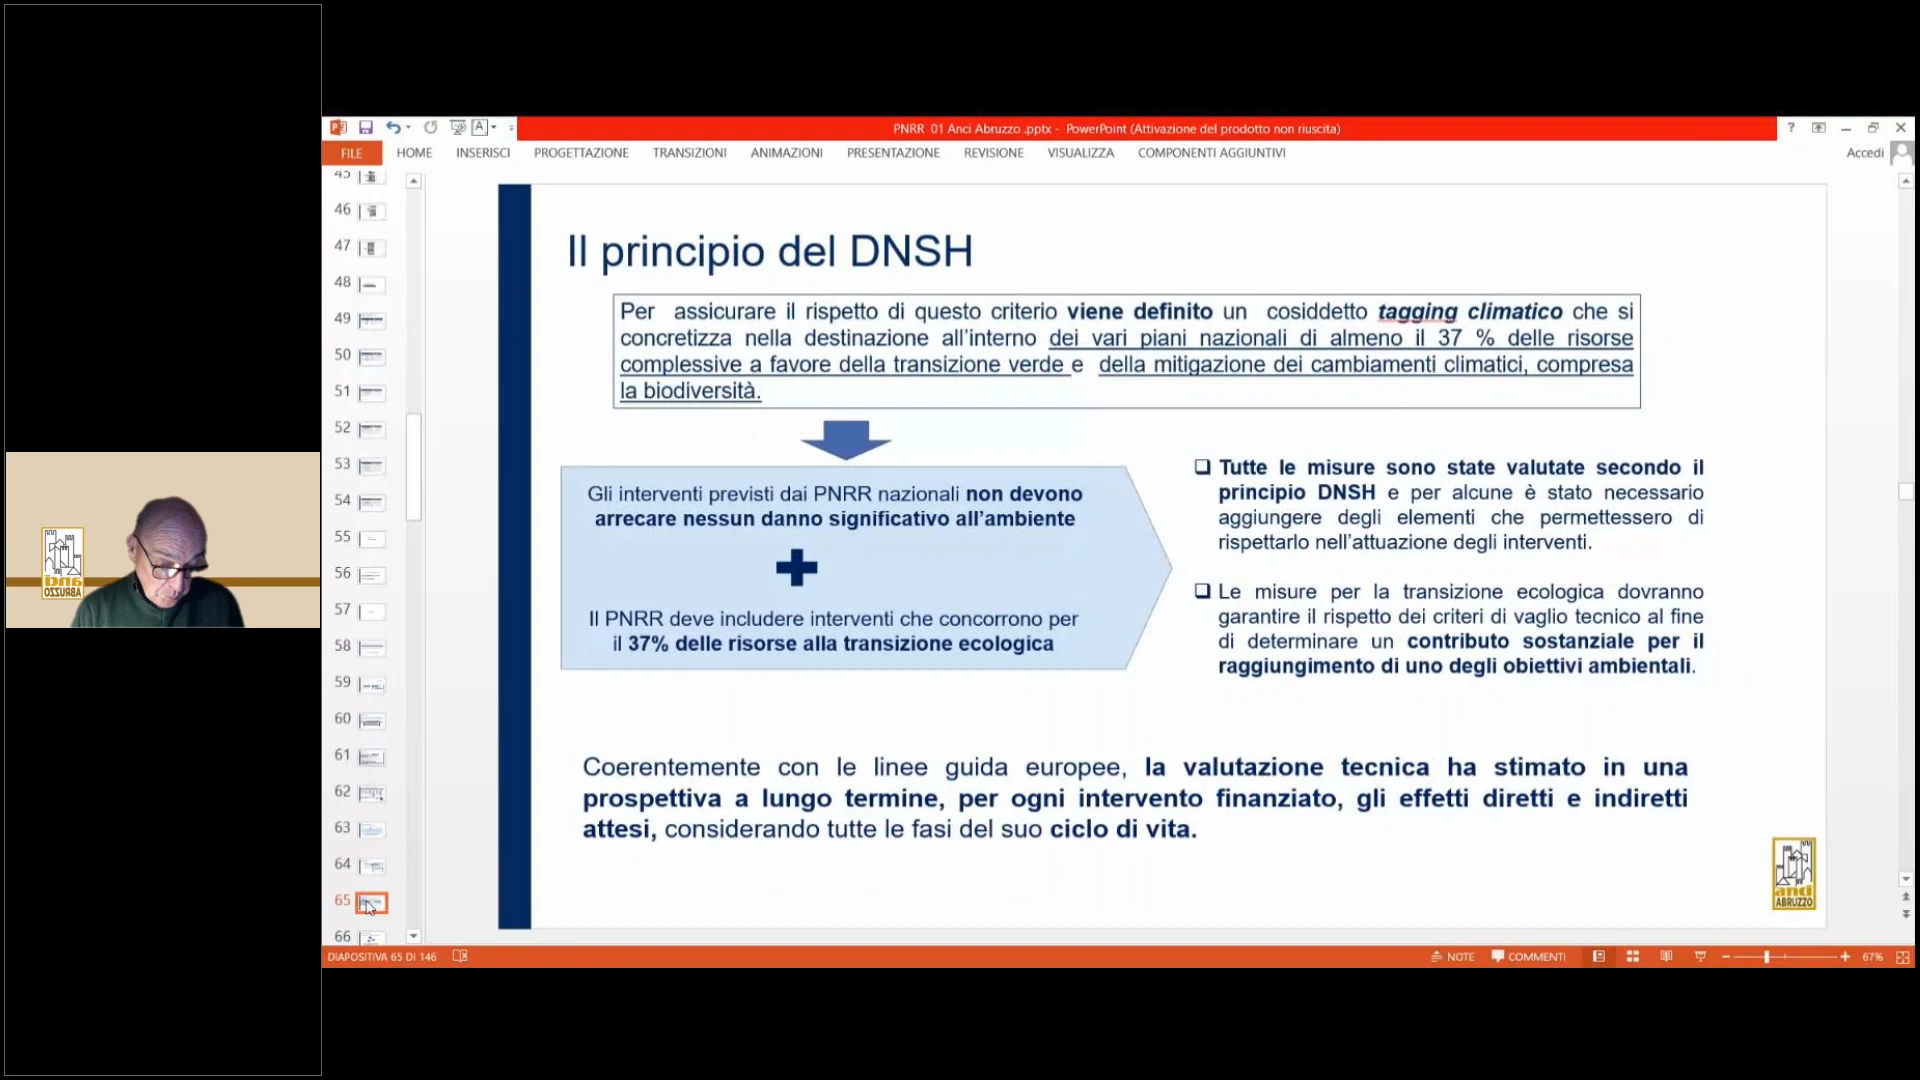 PNRR 01 Anci Abruzzo .pptx - PowerPoint (Attivazione del prodotto non riuscita)
FILE HOME INSERISCI PROGETTAZIONE TRANSIZIONI ANIMAZIONI PRESENTAZIONE REVISIONE VISUALIZZA COMPONENTI AGGIUNTIVI Accedi
45
46
47
48
49
50
51
52
53
54
55
56
57
58
59
60
61
62
63
64
65
66
Il principio del DNSH
Per assicurare il rispetto di questo criterio viene definito un cosiddetto tagging climatico che si
concretizza nella destinazione all’interno dei vari piani nazionali di almeno il 37 % delle risorse
complessive a favore della transizione verde e della mitigazione dei cambiamenti climatici, compresa
la biodiversità.
Gli interventi previsti dai PNRR nazionali non devono
arrecare nessun danno significativo all’ambiente
Il PNRR deve includere interventi che concorrono per
il 37% delle risorse alla transizione ecologica
Tutte le misure sono state valutate secondo il
principio DNSH e per alcune è stato necessario
aggiungere degli elementi che permettessero di
rispettarlo nell’attuazione degli interventi.
Le misure per la transizione ecologica dovranno
garantire il rispetto dei criteri di vaglio tecnico al fine
di determinare un contributo sostanziale per il
raggiungimento di uno degli obiettivi ambientali.
Coerentemente con le linee guida europee, la valutazione tecnica ha stimato in una
prospettiva a lungo termine, per ogni intervento finanziato, gli effetti diretti e indiretti
attesi, considerando tutte le fasi del suo ciclo di vita.
anci
ABRUZZO
anci
ABRUZZO
DIAPOSITIVA 65 DI 146 NOTE COMMENTI 67%